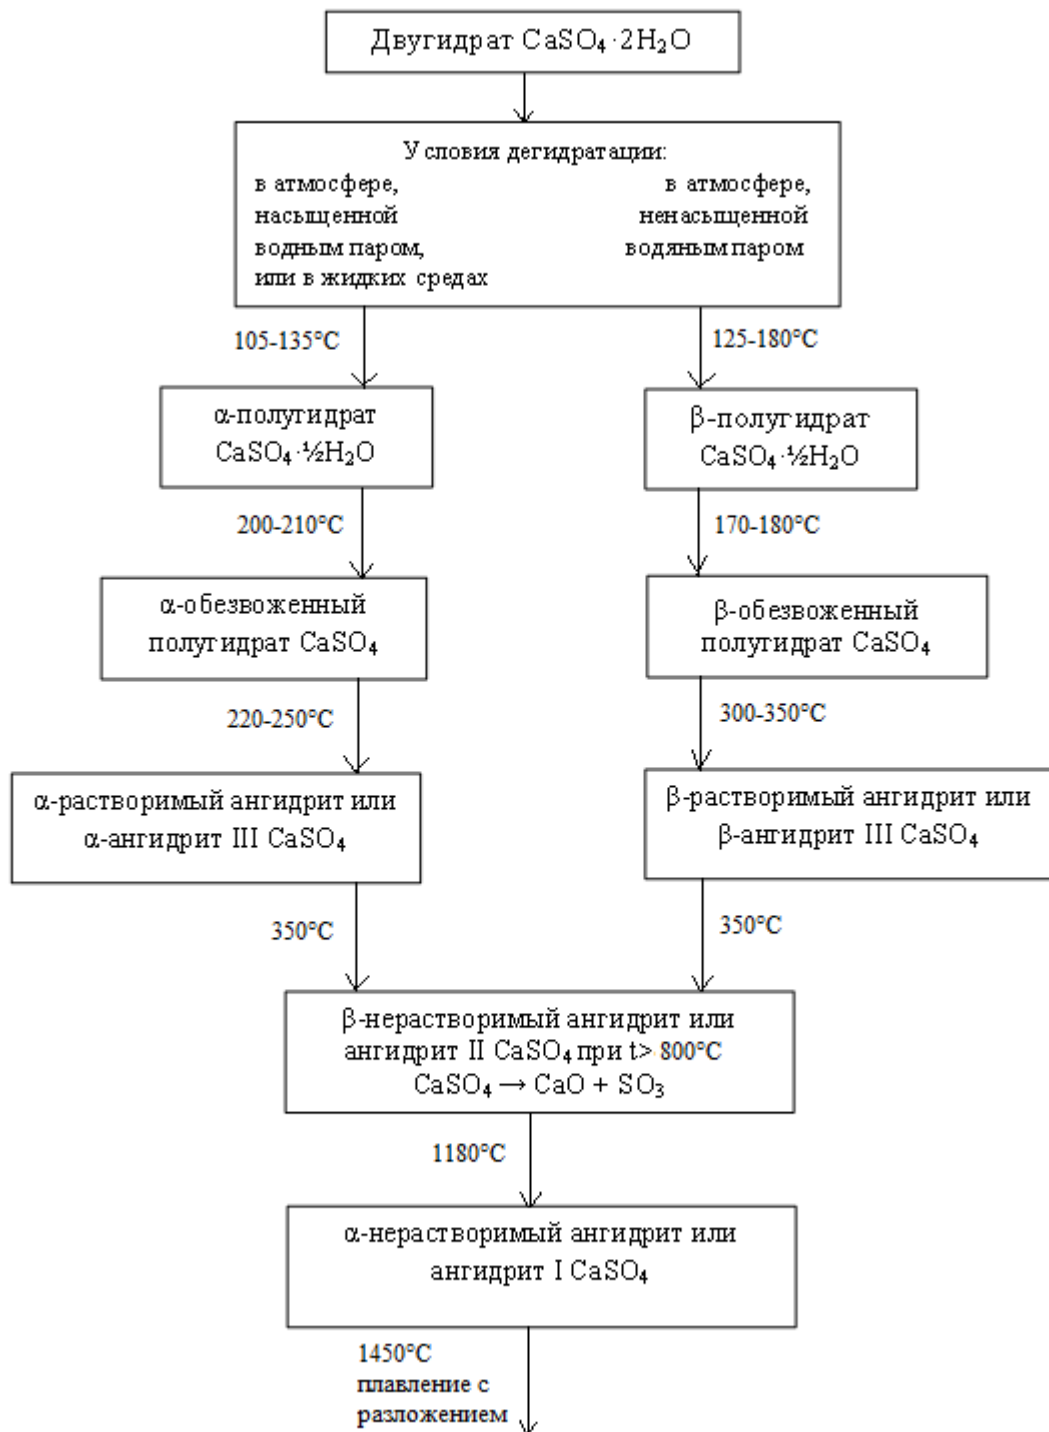 Двугидрат CaSO₄·2H₂O
Условия дегидратации:
в атмосфере,
насыщенной
водным паром,
или в жидких средах
в атмосфере,
ненасыщенной
водяным паром
105-135°C
125-180°C
α-полугидрат
CaSO₄·½H₂O
β-полугидрат
CaSO₄·½H₂O
200-210°C
170-180°C
α-обезвоженный
полугидрат CaSO₄
β-обезвоженный
полугидрат CaSO₄
220-250°C
300-350°C
α-растворимый ангидрит или
α-ангидрит III CaSO₄
β-растворимый ангидрит или
β-ангидрит III CaSO₄
350°C
350°C
β-нерастворимый ангидрит или
ангидрит II CaSO₄ при t> 800°C
CaSO₄ → CaO + SO₃
1180°C
α-нерастворимый ангидрит или
ангидрит I CaSO₄
1450°C
плавление с
разложением